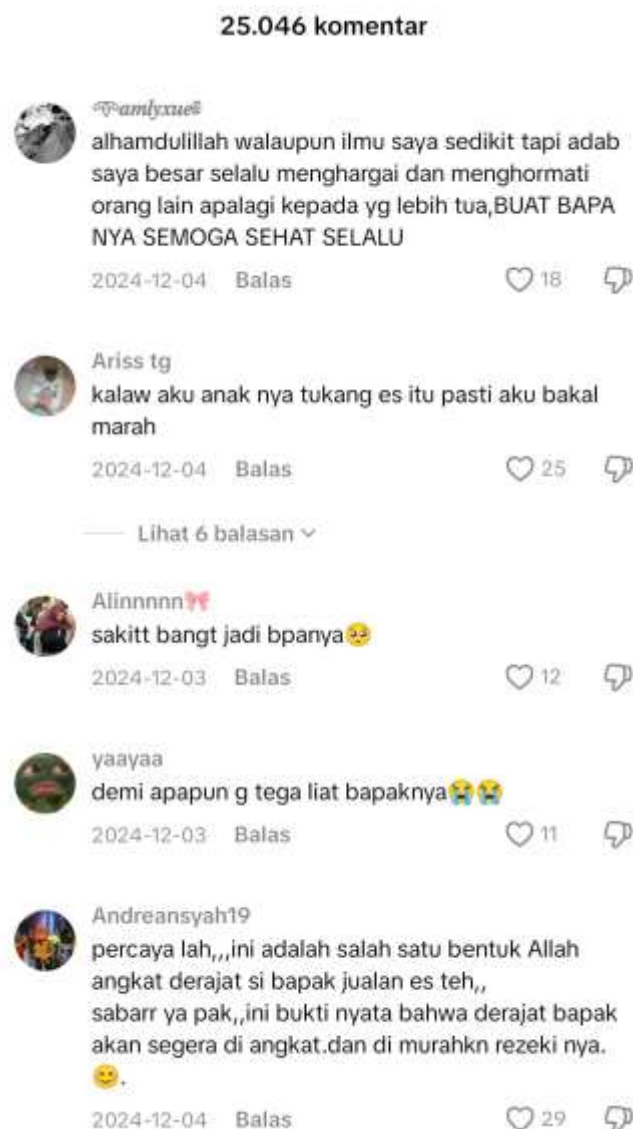 25.046 komentar
amlyxue
alhamdulillah walaupun ilmu saya sedikit tapi adab
saya besar selalu menghargai dan menghormati
orang lain apalagi kepada yg lebih tua,BUAT BAPA
NYA SEMOGA SEHAT SELALU
2024-12-04 Balas 18
Ariss tg
kalaw aku anak nya tukang es itu pasti aku bakal
marah
2024-12-04 Balas 25
Lihat 6 balasan
Alinnnnn🎀
sakitt bangt jadi bpanya🥺
2024-12-03 Balas 12
yaayaa
demi apapun g tega liat bapaknya😭😭
2024-12-03 Balas 11
Andreansyah19
percaya lah,,,ini adalah salah satu bentuk Allah
angkat derajat si bapak jualan es teh,,
sabarr ya pak,,ini bukti nyata bahwa derajat bapak
akan segera di angkat.dan di murahkn rezeki nya.
🙂.
2024-12-04 Balas 29